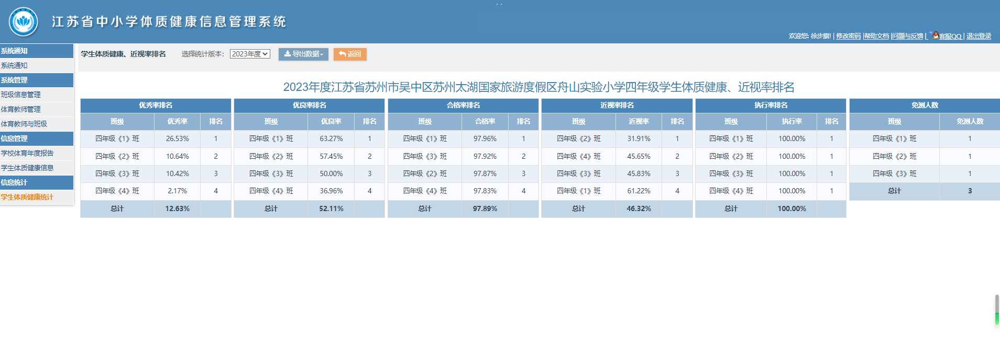 江苏省中小学体质健康信息管理系统
欢迎您: 徐步旗! | 修改密码 |帮助文档 |问题与反馈 | 客服QQ | 退出登录
系统通知
系统通知
系统管理
班级信息管理
体育教师管理
体育教师与班级
信息管理
学校体育年度报告
学生体质健康信息
信息统计
学生体质健康统计
学生体质健康、近视率排名 选择统计版本: 2023年度 导出数据 返回
2023年度江苏省苏州市吴中区苏州太湖国家旅游度假区舟山实验小学四年级学生体质健康、近视率排名
优秀率排名
班级 优秀率 排名
四年级《1》班 26.53% 1
四年级《2》班 10.64% 2
四年级《3》班 10.42% 3
四年级《4》班 2.17% 4
总计 12.63%
优良率排名
班级 优良率 排名
四年级《1》班 63.27% 1
四年级《2》班 57.45% 2
四年级《3》班 50.00% 3
四年级《4》班 36.96% 4
总计 52.11%
合格率排名
班级 合格率 排名
四年级《1》班 97.96% 1
四年级《3》班 97.92% 2
四年级《2》班 97.87% 3
四年级《4》班 97.83% 4
总计 97.89%
近视率排名
班级 近视率 排名
四年级《2》班 31.91% 1
四年级《4》班 45.65% 2
四年级《3》班 45.83% 3
四年级《1》班 61.22% 4
总计 46.32%
执行率排名
班级 执行率 排名
四年级《1》班 100.00% 1
四年级《2》班 100.00% 1
四年级《3》班 100.00% 1
四年级《4》班 100.00% 1
总计 100.00%
免测人数
班级 免测人数
四年级《1》班 1
四年级《2》班 1
四年级《3》班 1
总计 3